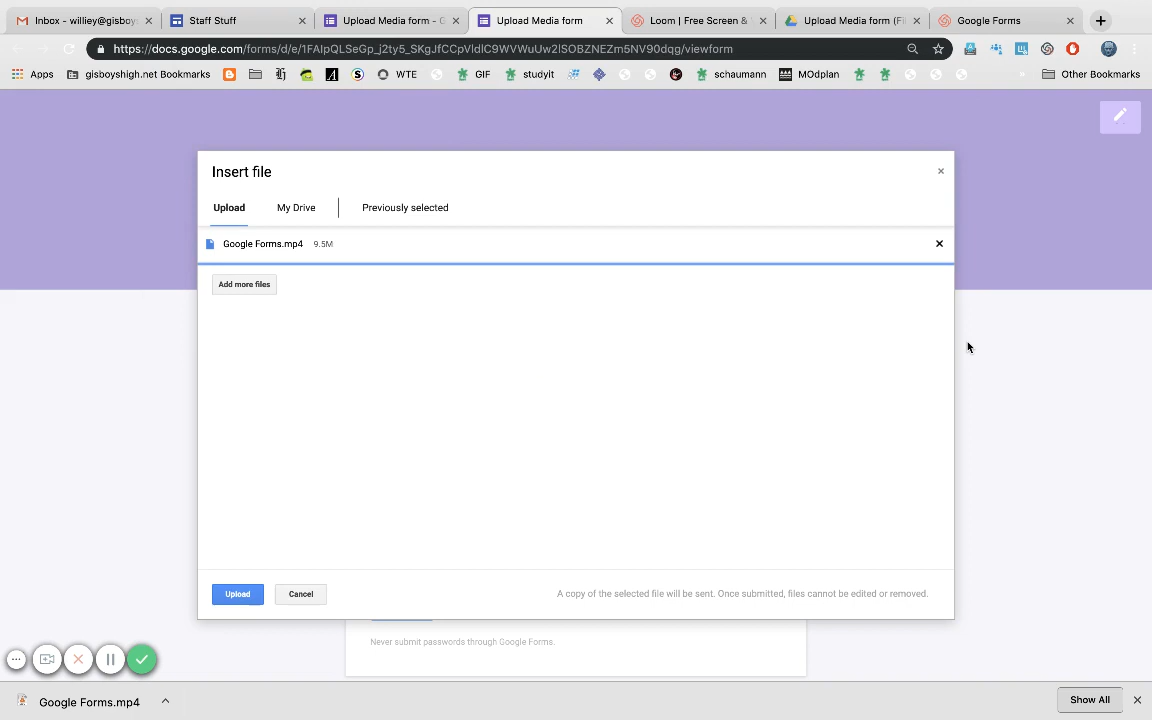 Inbox - williey@gisboys
Staff Stuff
Upload Media form - G
Upload Media form
Loom | Free Screen &
Upload Media form (Fi
Google Forms
https://docs.google.com/forms/d/e/1FAIpQLSeGp_j2ty5_SKgJfCCpVldlC9WVWuUw2lSOBZNEZm5NV90dqg/viewform
Apps
gisboyshigh.net Bookmarks
WTE
GIF
studyit
schaumann
MOdplan
Other Bookmarks
Insert file
Upload
My Drive
Previously selected
Google Forms.mp4 9.5M
Add more files
Upload
Cancel
A copy of the selected file will be sent. Once submitted, files cannot be edited or removed.
Never submit passwords through Google Forms.
Google Forms.mp4
Show All